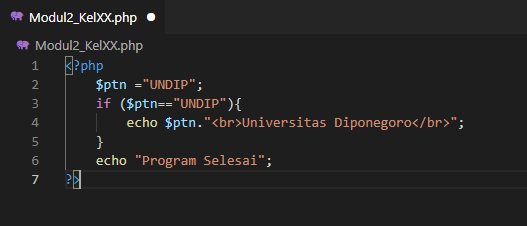 Modul2_KelXX.php
Modul2_KelXX.php
1 <?php
2     $ptn ="UNDIP";
3     if ($ptn=="UNDIP"){
4         echo $ptn."<br>Universitas Diponegoro</br>";
5     }
6     echo "Program Selesai";
7 ?>